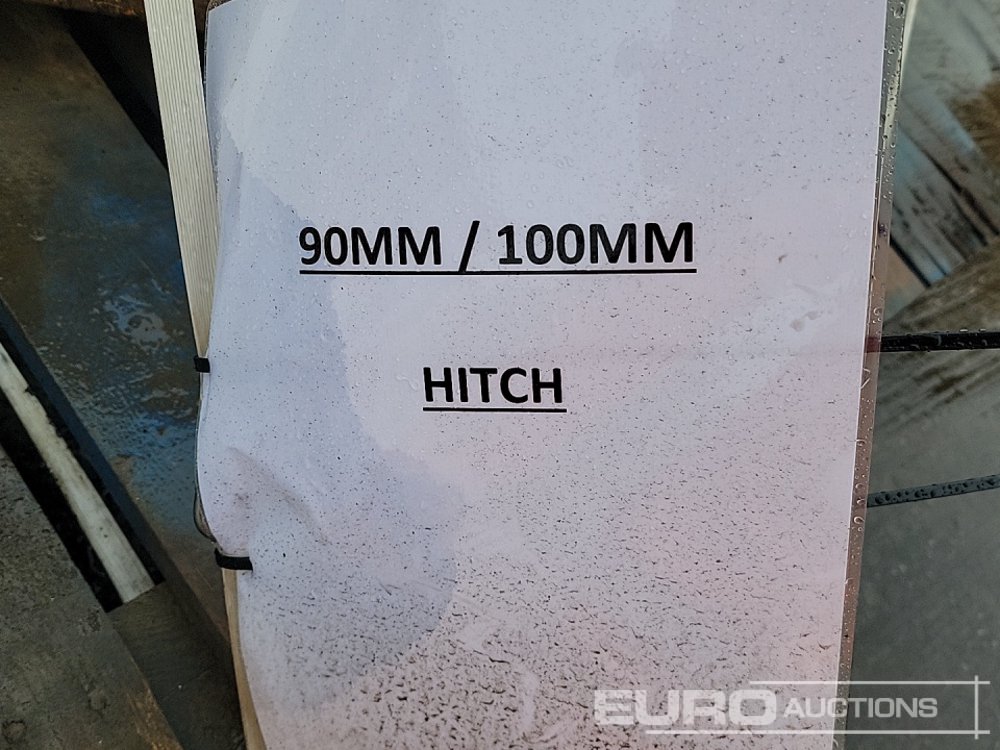 90MM / 100MM
HITCH
EURO AUCTIONS